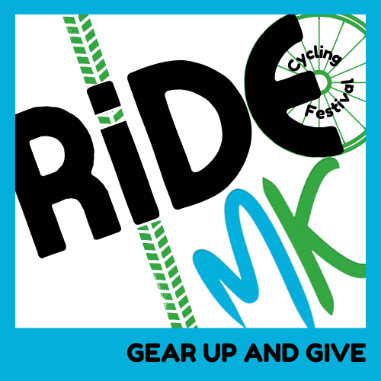 RiDE
Cycling
Festival
MK
GEAR UP AND GIVE